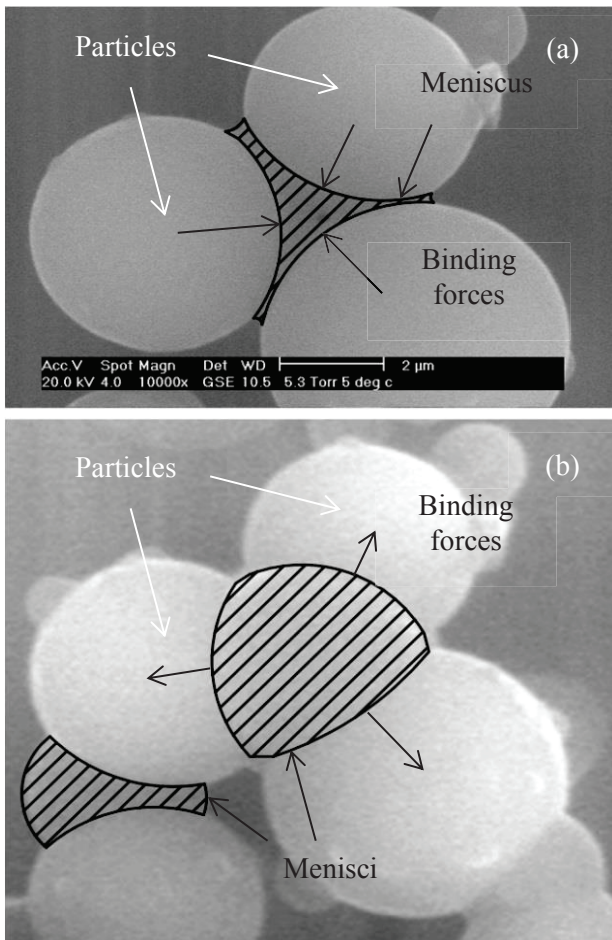 Particles
(a)
Meniscus
Binding
forces
Acc.V Spot Magn Det WD 2 µm
20.0 kV 4.0 10000x GSE 10.5 5.3 Torr 5 deg c
Particles
(b)
Binding
forces
Menisci